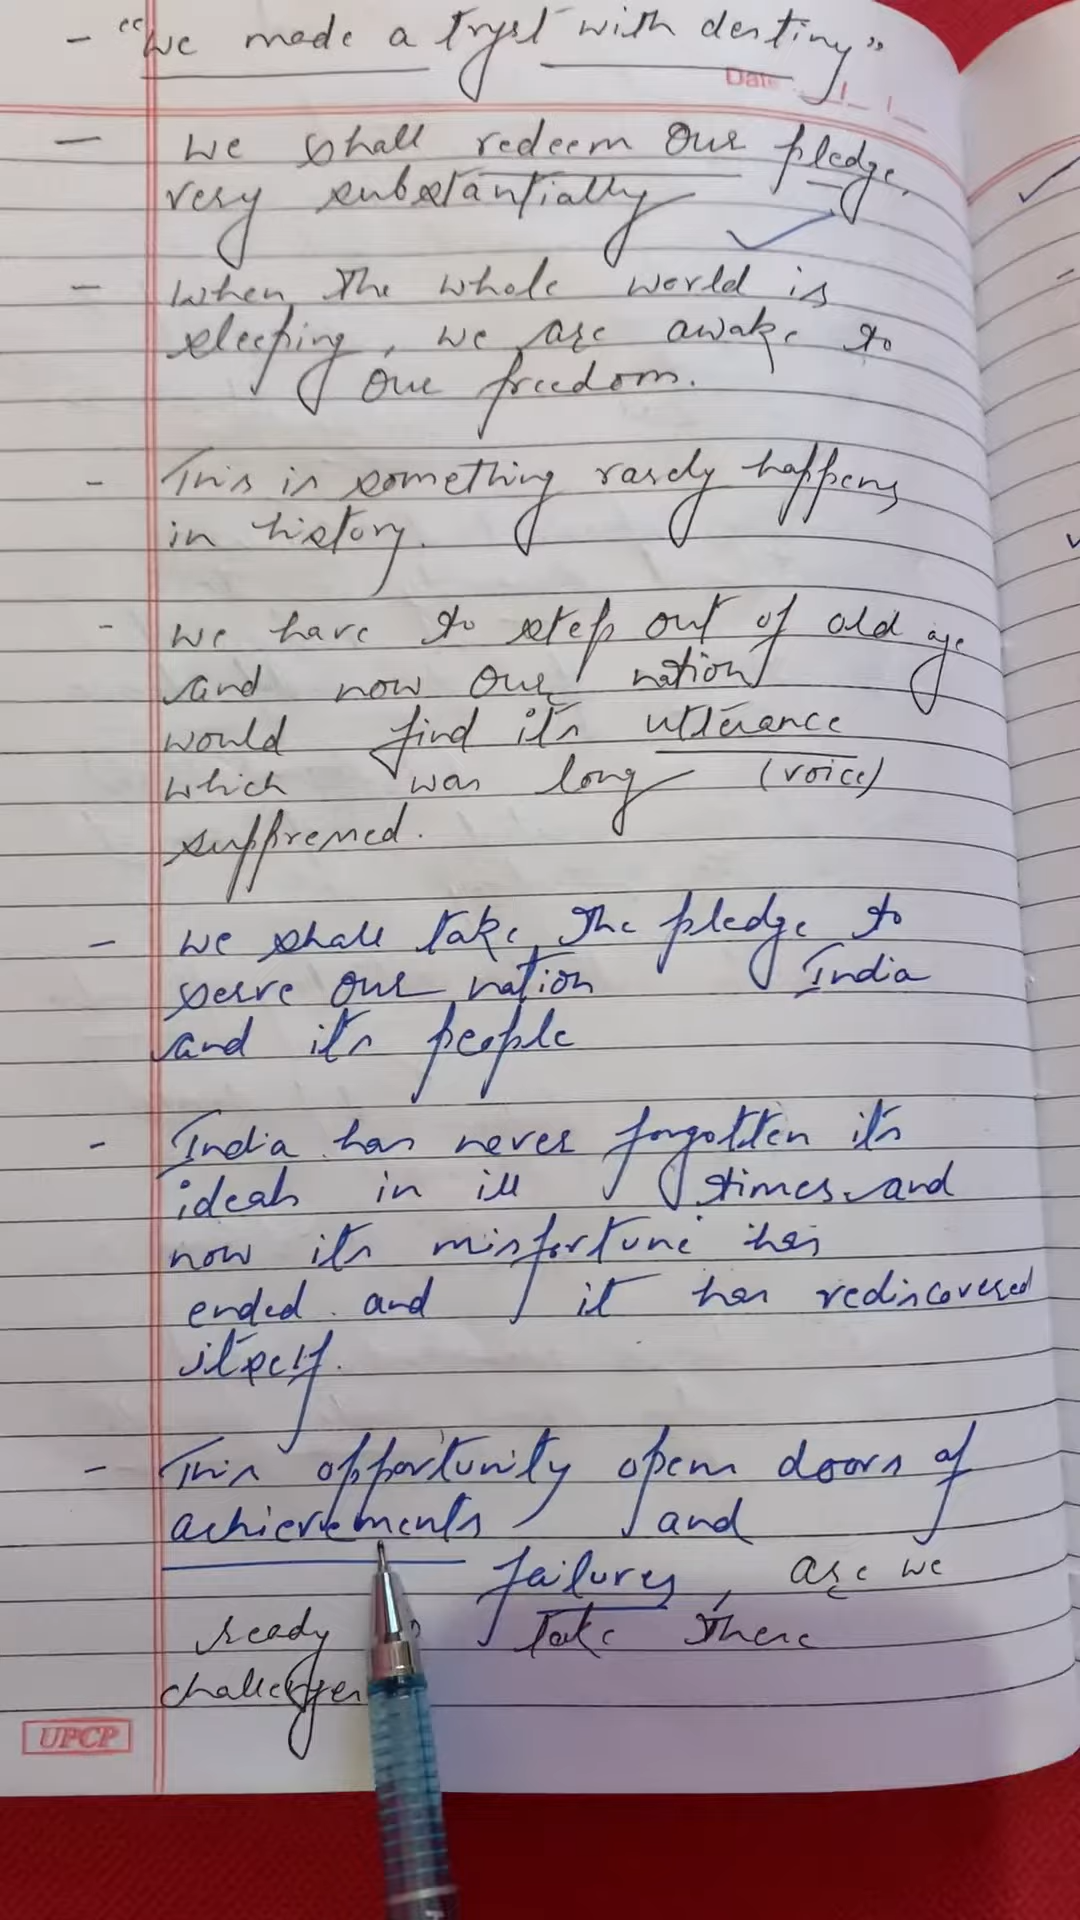 - "We made a tryst with destiny"
Date
- We shall redeem our pledge,
very substantially
- When the whole world is
sleeping, we are awake to
our freedom.
- This is something rarely happens
in history.
- We have to step out of old age
and now our nation
would find its utterance
which was long (voice)
suppressed.
- We shall take the pledge to
serve our nation India
and its people
- India has never forgotten its
ideals in ill times and
now its misfortune has
ended and it has rediscovered
itself.
- This opportunity opens doors of
achievements and
failures, are we
ready take these
challenges
UPCP